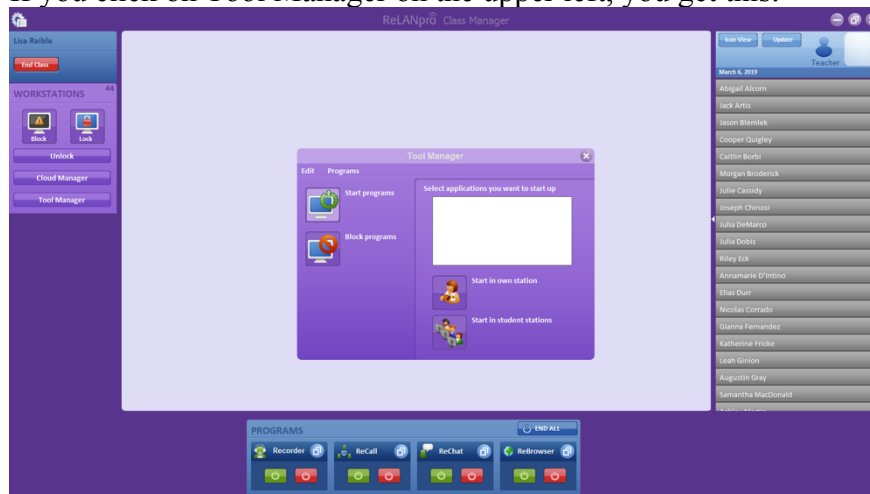 If you click on Tool Manager on the upper left, you get this:
ReLANpro Class Manager
Lisa Raible
End Class
WORKSTATIONS 44
Block Lock
Unlock
Cloud Manager
Tool Manager
Tool Manager
Edit Programs
Start programs
Block programs
Select applications you want to start up
Start in own station
Start in student stations
Icon View Update
Teacher
March 6, 2019
Abigail Alcorn
Jack Artis
Jason Blemlek
Cooper Quigley
Caitlin Borbi
Morgan Broderick
Julie Cassidy
Joseph Chinosi
Julia DeMarco
Julia Dobis
Riley Eck
Annamarie D'Intino
Elias Durr
Nicolas Corrado
Gianna Fernandez
Katherine Fricke
Leah Ginion
Augustin Gray
Samantha MacDonald
PROGRAMS END ALL
Recorder ReCall ReChat ReBrowser